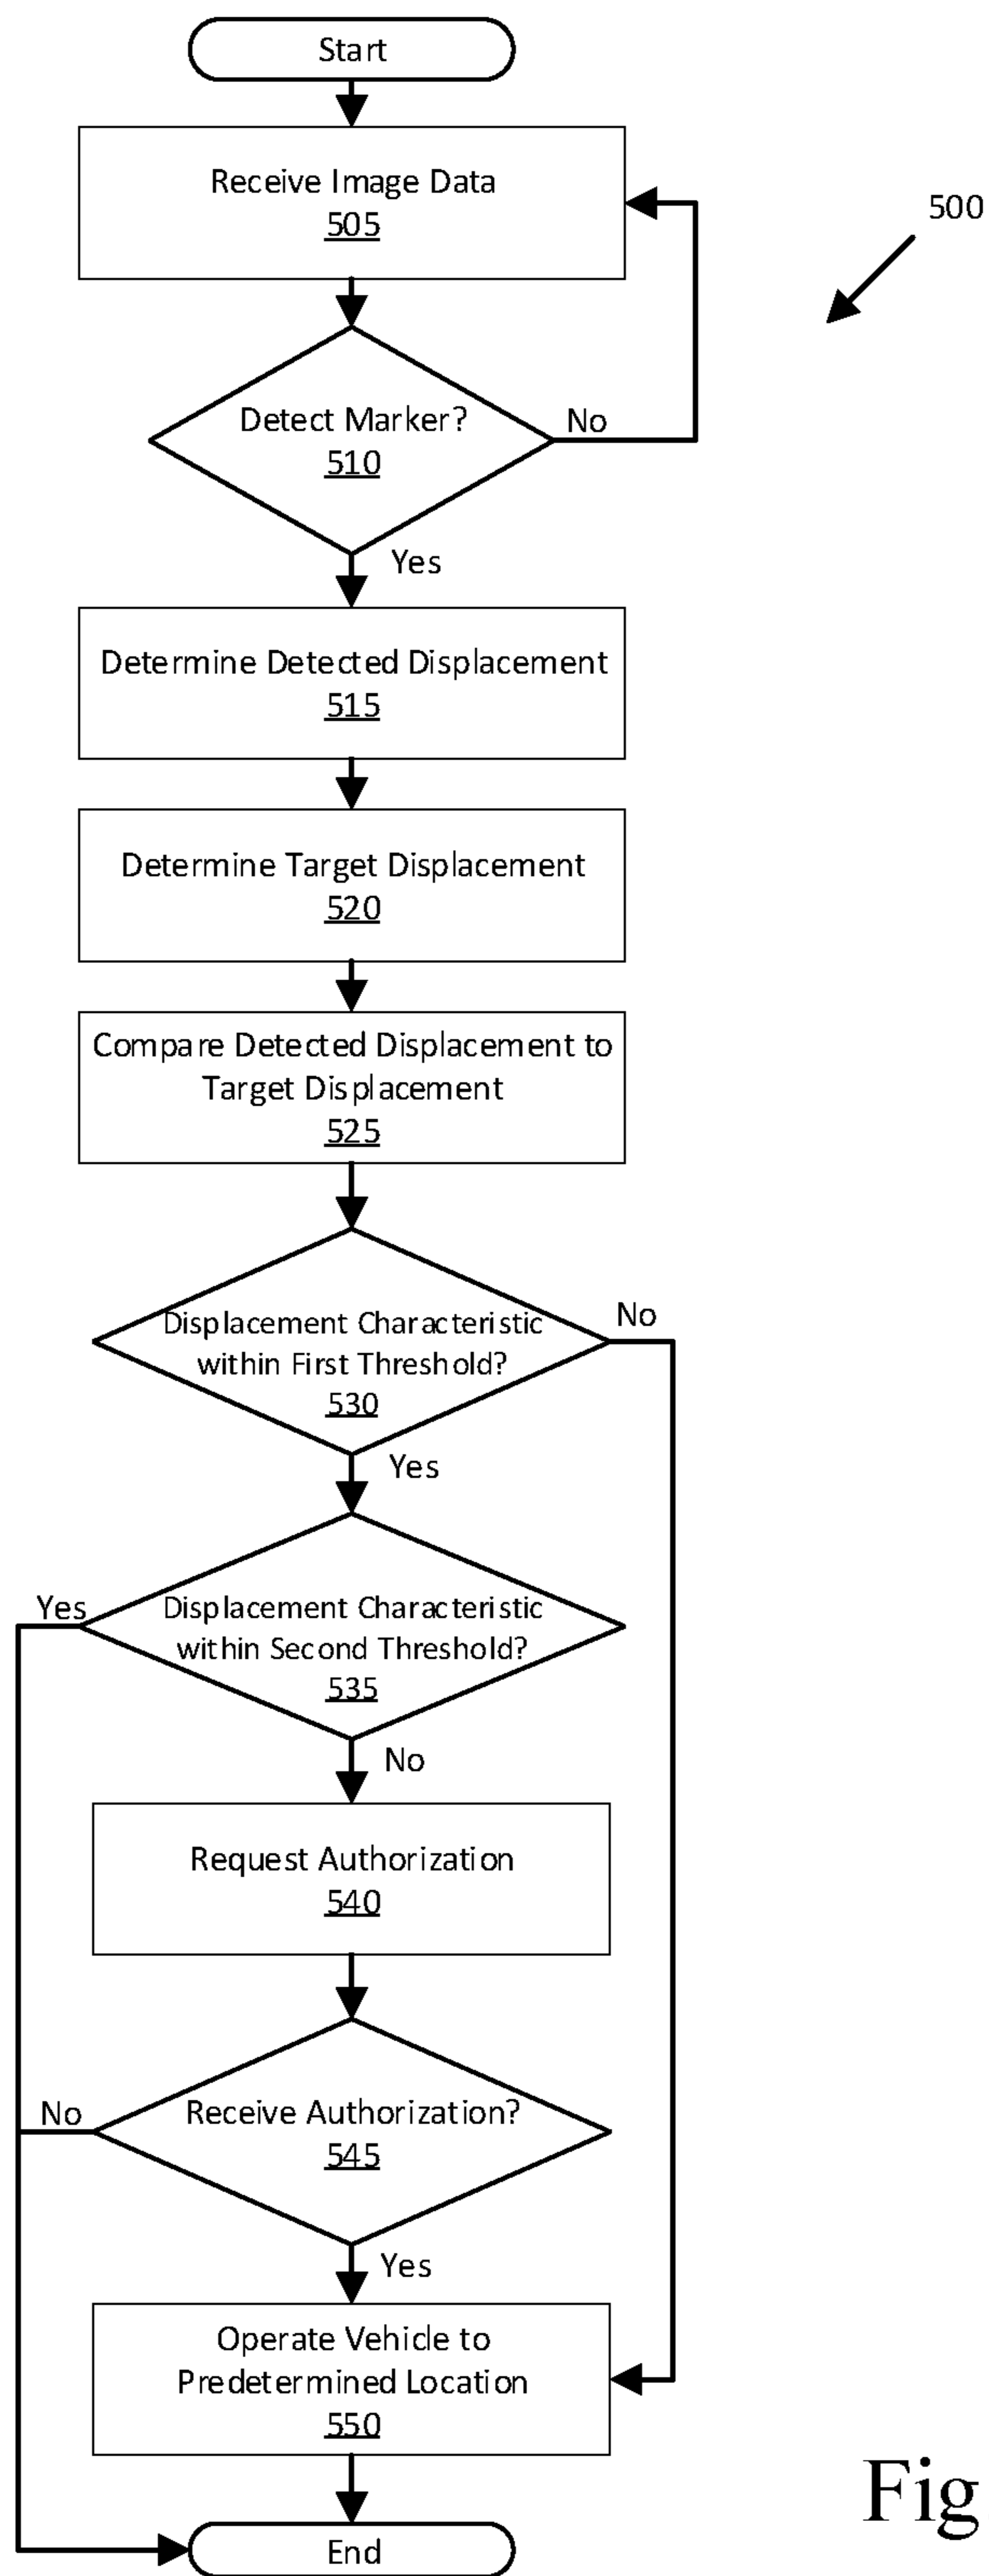 Start
Receive Image Data
505
500
Detect Marker?
510
No
Yes
Determine Detected Displacement
515
Determine Target Displacement
520
Compare Detected Displacement to
Target Displacement
525
Displacement Characteristic
within First Threshold?
530
No
Yes
Displacement Characteristic
within Second Threshold?
535
Yes
No
Request Authorization
540
Receive Authorization?
545
No
Yes
Operate Vehicle to
Predetermined Location
550
End
Fig